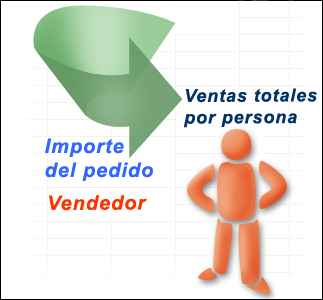 Ventas totales
por persona
Importe
del pedido
Vendedor